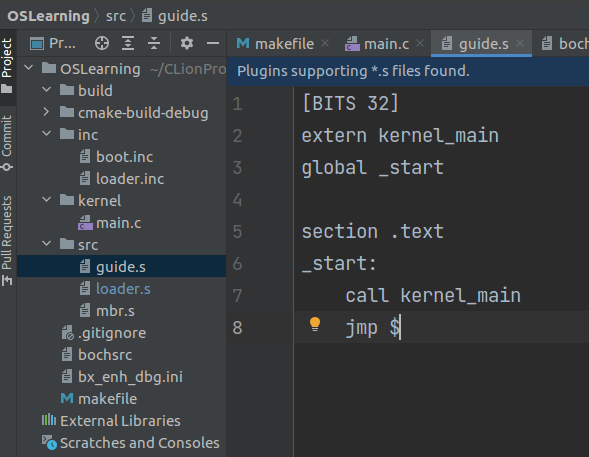 OSLearning › src › guide.s
Project
Commit
Pull Requests
Pr...
OSLearning ~/CLionPro
build
cmake-build-debug
inc
boot.inc
loader.inc
kernel
main.c
src
guide.s
loader.s
mbr.s
.gitignore
bochsrc
bx_enh_dbg.ini
M makefile
External Libraries
Scratches and Consoles
M makefile × main.c × guide.s × boch
Plugins supporting *.s files found.
1 [BITS 32]
2 extern kernel_main
3 global _start
4
5 section .text
6 _start:
7 call kernel_main
8 jmp $